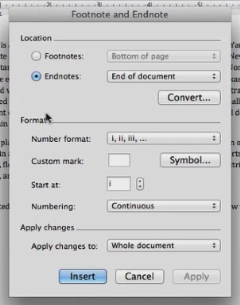 Footnote and Endnote
Location
Footnotes: Bottom of page
Endnotes: End of document
Convert...
Format
Number format: i, ii, iii, ...
Custom mark: Symbol...
Start at: i
Numbering: Continuous
Apply changes
Apply changes to: Whole document
Insert Cancel Apply